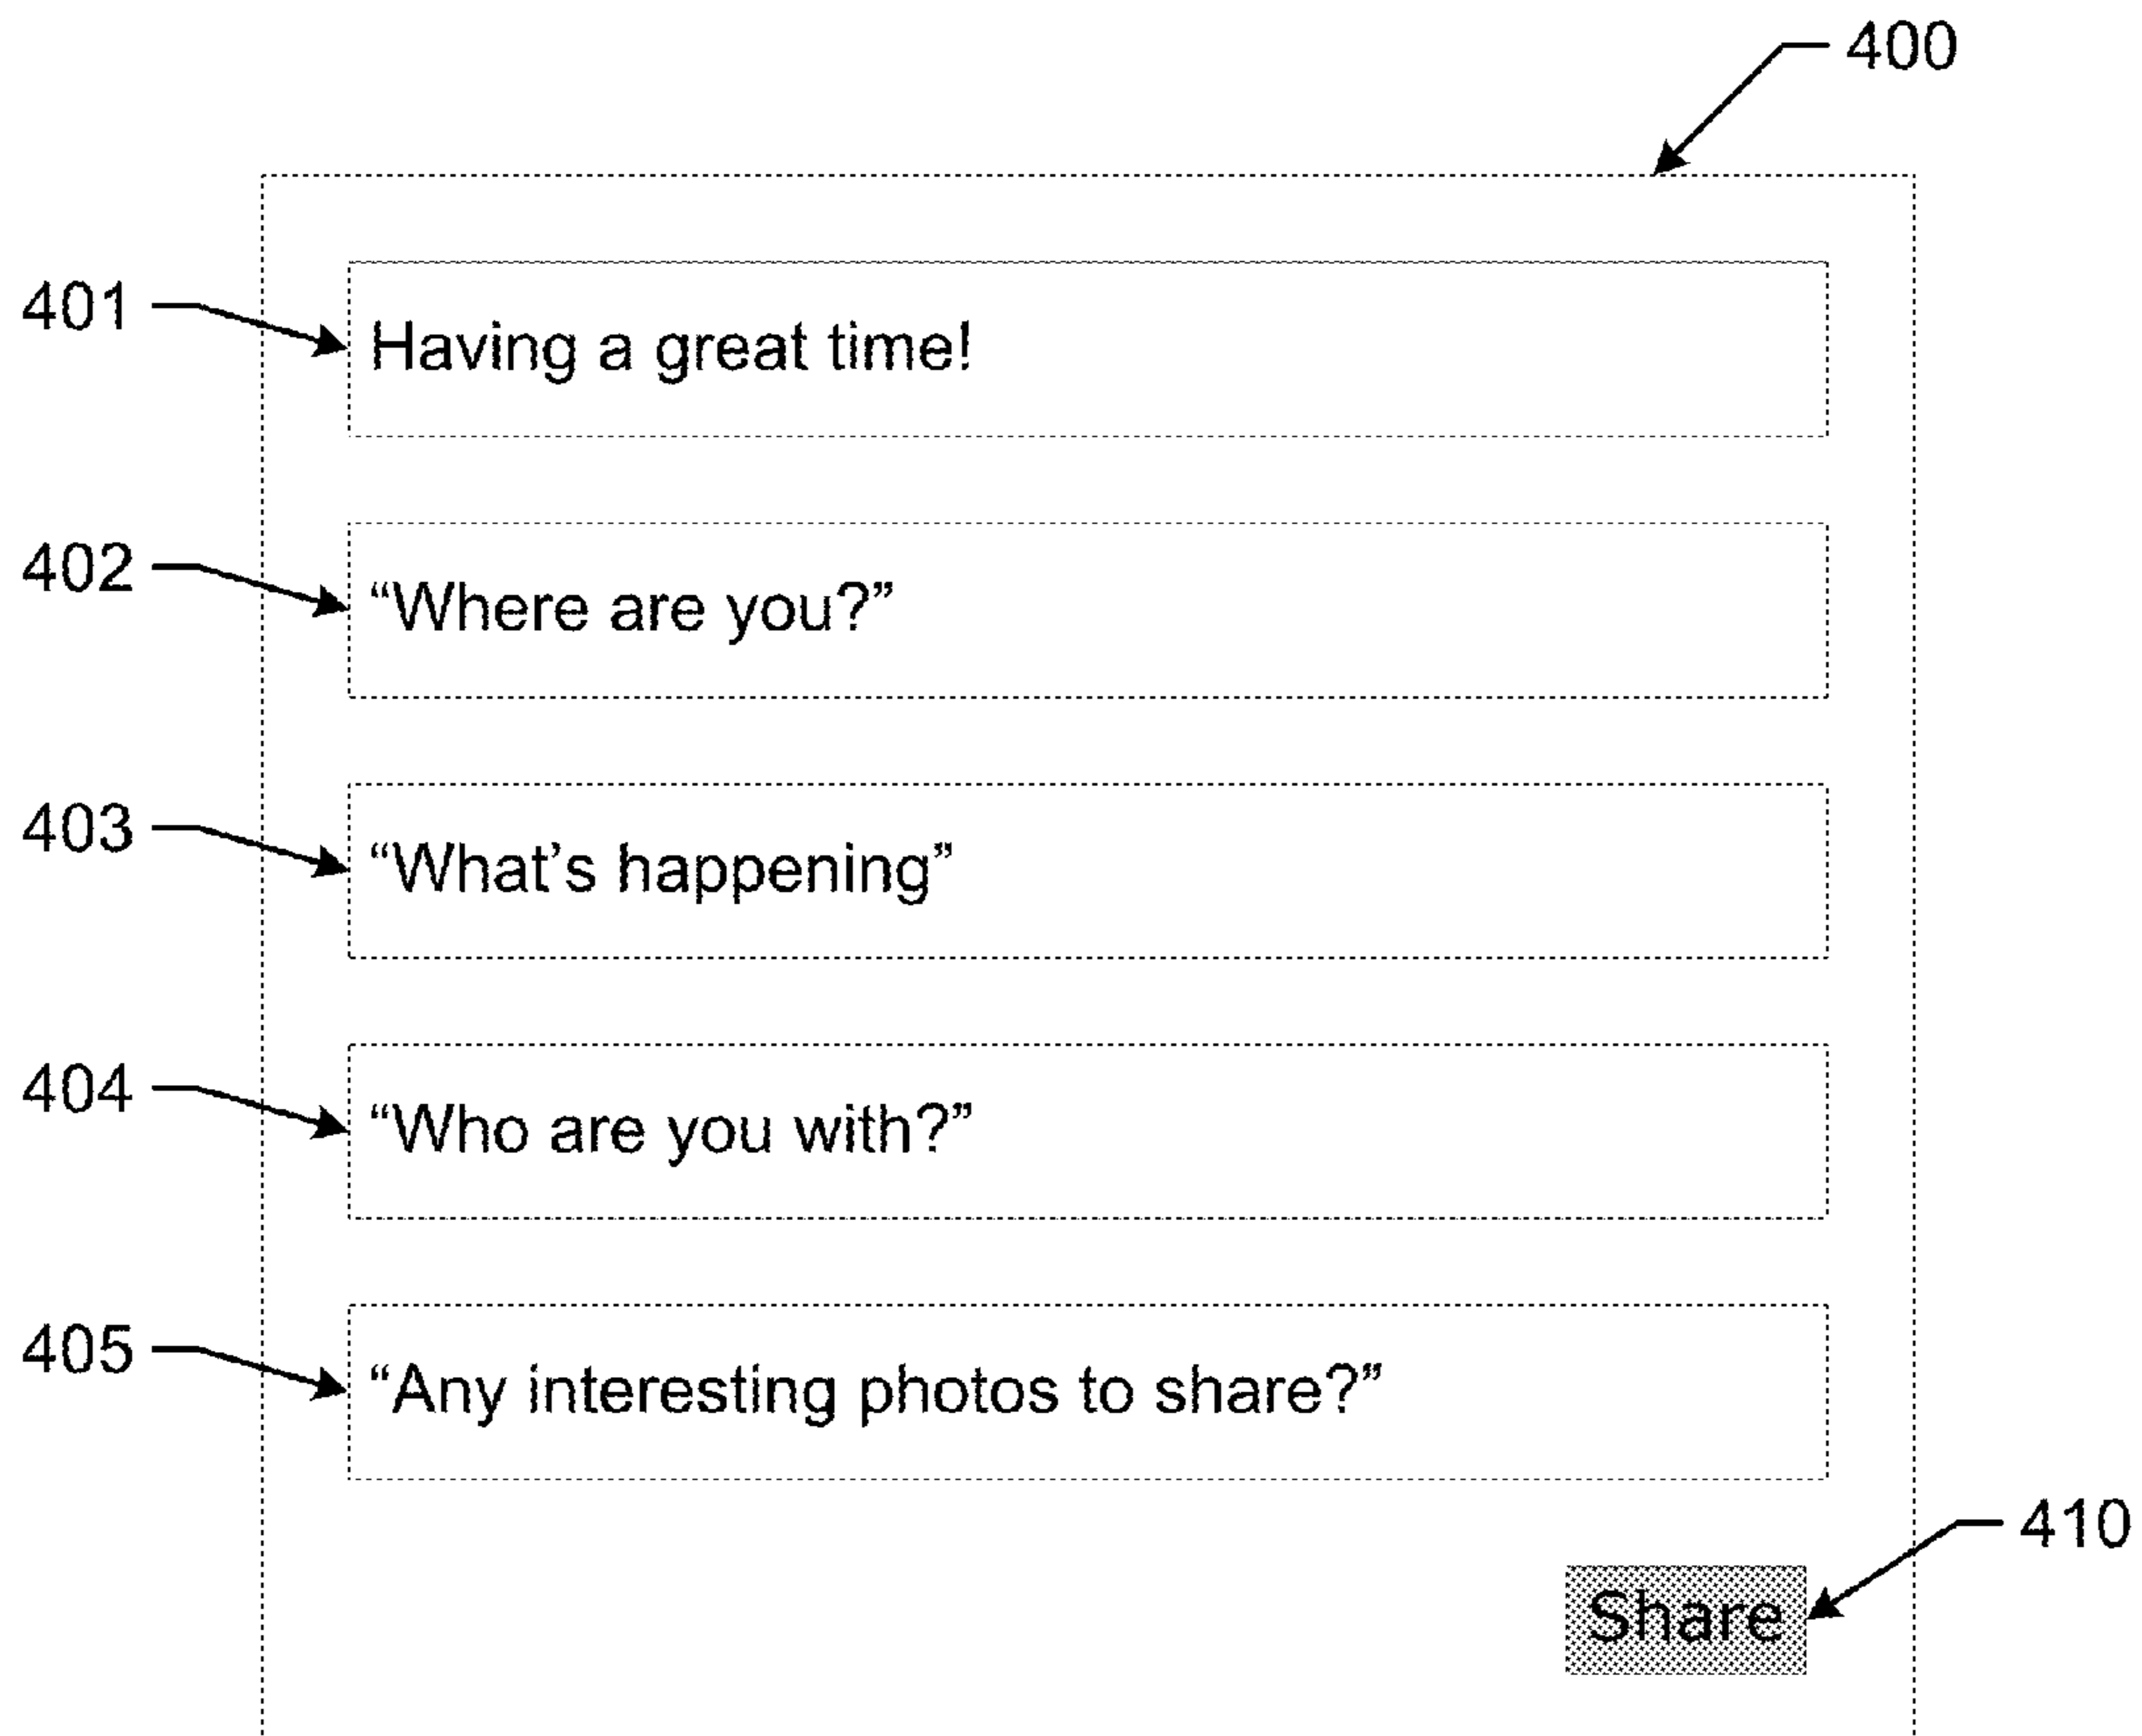 400
401 Having a great time!
402 “Where are you?”
403 “What’s happening”
404 “Who are you with?”
405 “Any interesting photos to share?”
410
Share